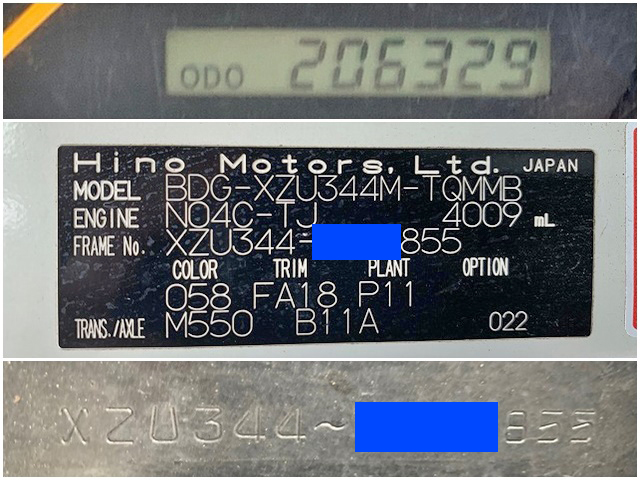 ODO 206329
Hino Motors, Ltd. JAPAN
MODEL BDG-XZU344M-TQMMB
ENGINE N04C-TJ 4009 mL
FRAME No. XZU344- 855
COLOR TRIM PLANT OPTION
058 FA18 P11
TRANS./AXLE M550 B11A 022
XZU344~ 855